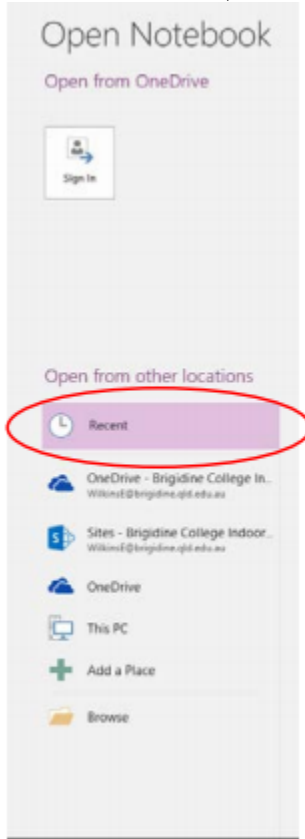 Open Notebook
Open from OneDrive
Sign In
Open from other locations
Recent
OneDrive - Brigidine College In...
WilkinsE@brigidine.qld.edu.au
Sites - Brigidine College Indoor...
WilkinsE@brigidine.qld.edu.au
OneDrive
This PC
Add a Place
Browse